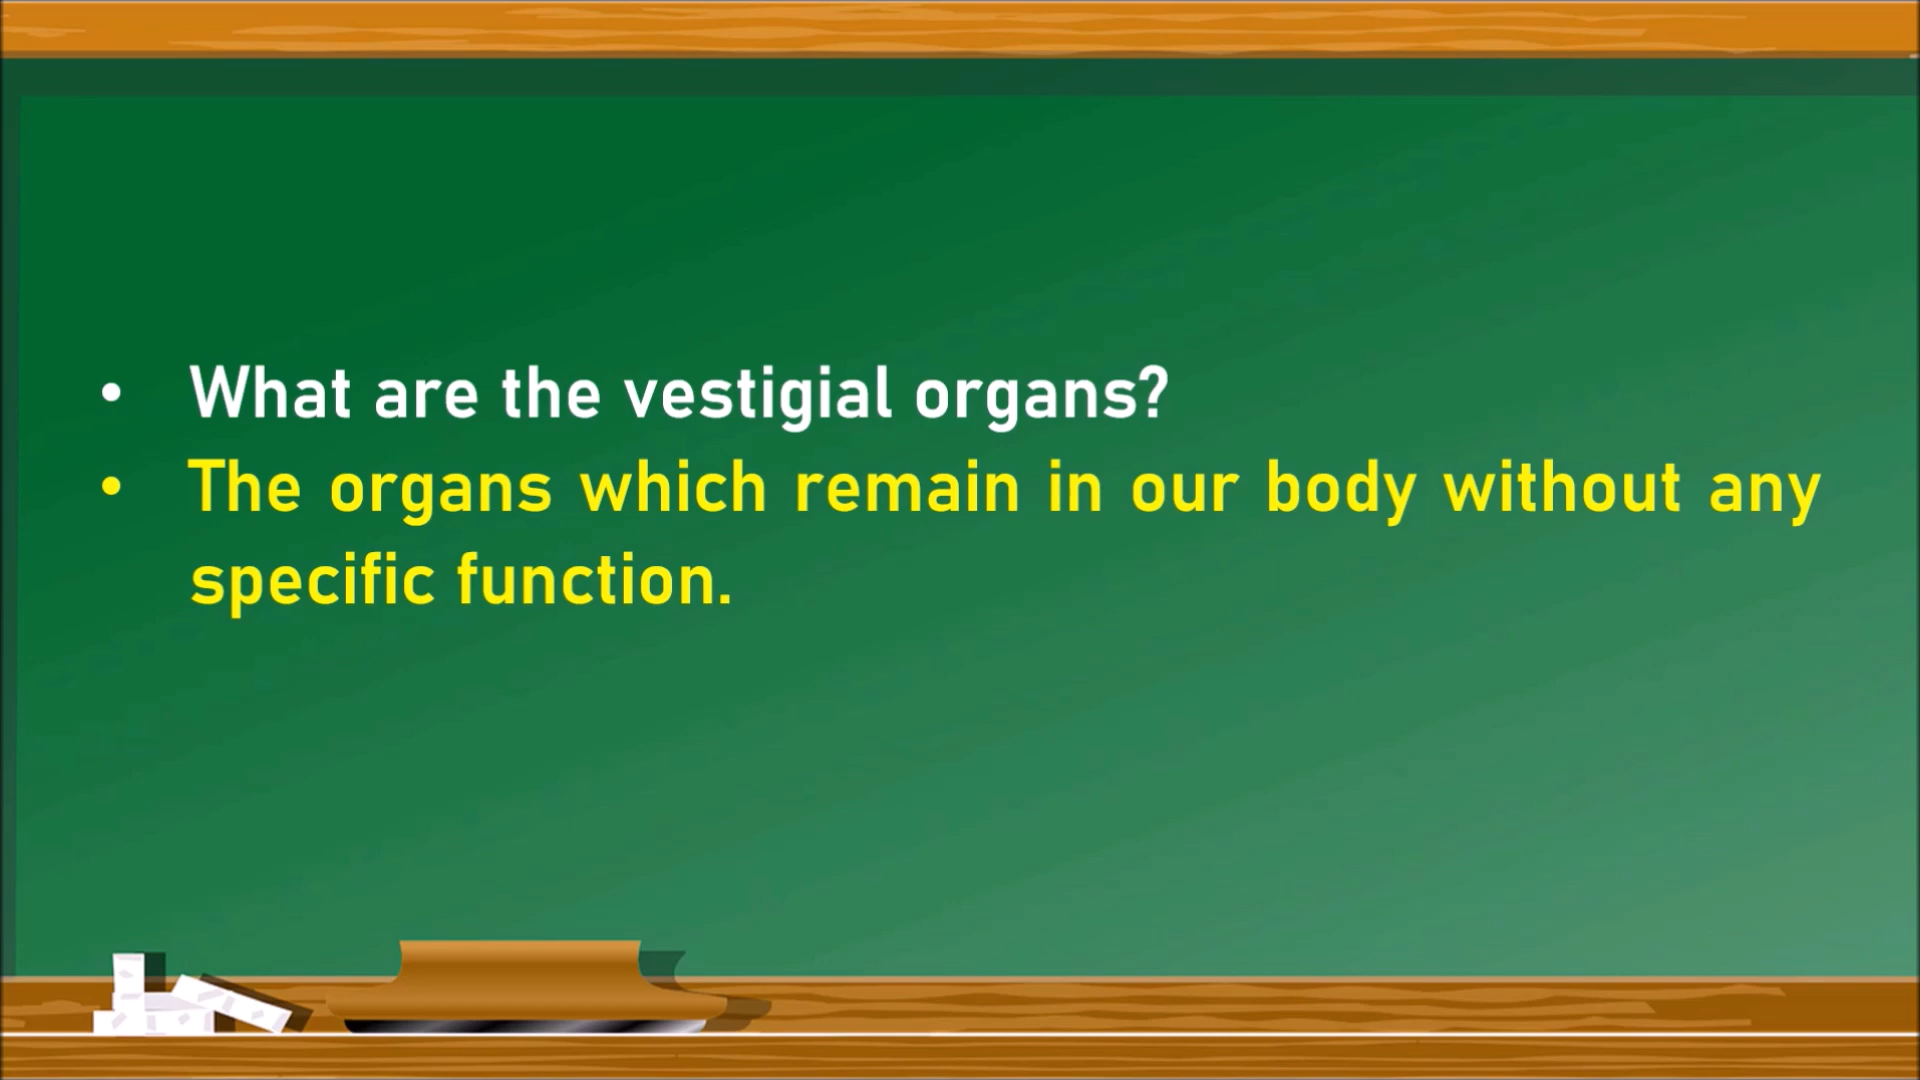 • What are the vestigial organs?
• The organs which remain in our body without any
specific function.